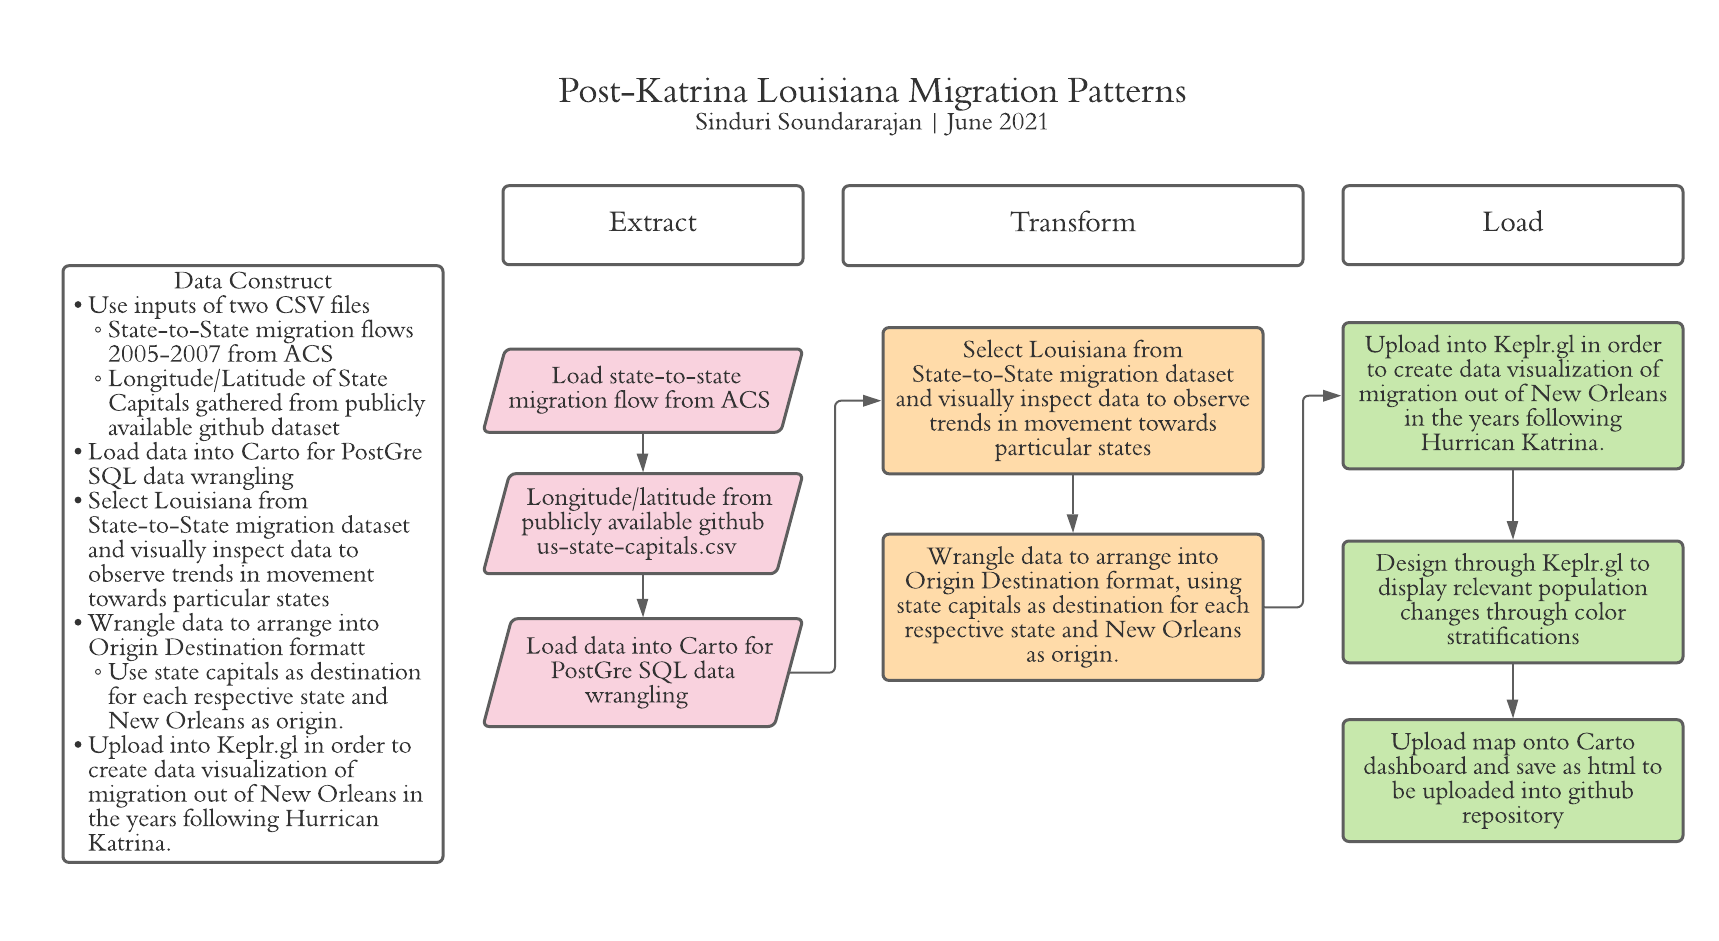 Post-Katrina Louisiana Migration Patterns
Sinduri Soundararajan | June 2021
Extract
Transform
Load
Data Construct
• Use inputs of two CSV files
◦ State-to-State migration flows
2005-2007 from ACS
◦ Longitude/Latitude of State
Capitals gathered from publicly
available github dataset
• Load data into Carto for PostGre
SQL data wrangling
• Select Louisiana from
State-to-State migration dataset
and visually inspect data to
observe trends in movement
towards particular states
• Wrangle data to arrange into
Origin Destination formatt
◦ Use state capitals as destination
for each respective state and
New Orleans as origin.
• Upload into Keplr.gl in order to
create data visualization of
migration out of New Orleans in
the years following Hurrican
Katrina.
Load state-to-state
migration flow from ACS
Longitude/latitude from
publicly available github
us-state-capitals.csv
Load data into Carto for
PostGre SQL data
wrangling
Select Louisiana from
State-to-State migration dataset
and visually inspect data to observe
trends in movement towards
particular states
Wrangle data to arrange into
Origin Destination format, using
state capitals as destination for each
respective state and New Orleans
as origin.
Upload into Keplr.gl in order
to create data visualization of
migration out of New Orleans
in the years following
Hurrican Katrina.
Design through Keplr.gl to
display relevant population
changes through color
stratifications
Upload map onto Carto
dashboard and save as html to
be uploaded into github
repository